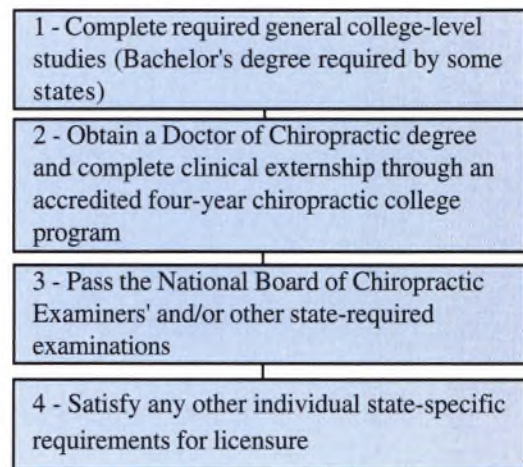 1 - Complete required general college-level
studies (Bachelor's degree required by some
states)
2 - Obtain a Doctor of Chiropractic degree
and complete clinical externship through an
accredited four-year chiropractic college
program
3 - Pass the National Board of Chiropractic
Examiners' and/or other state-required
examinations
4 - Satisfy any other individual state-specific
requirements for licensure